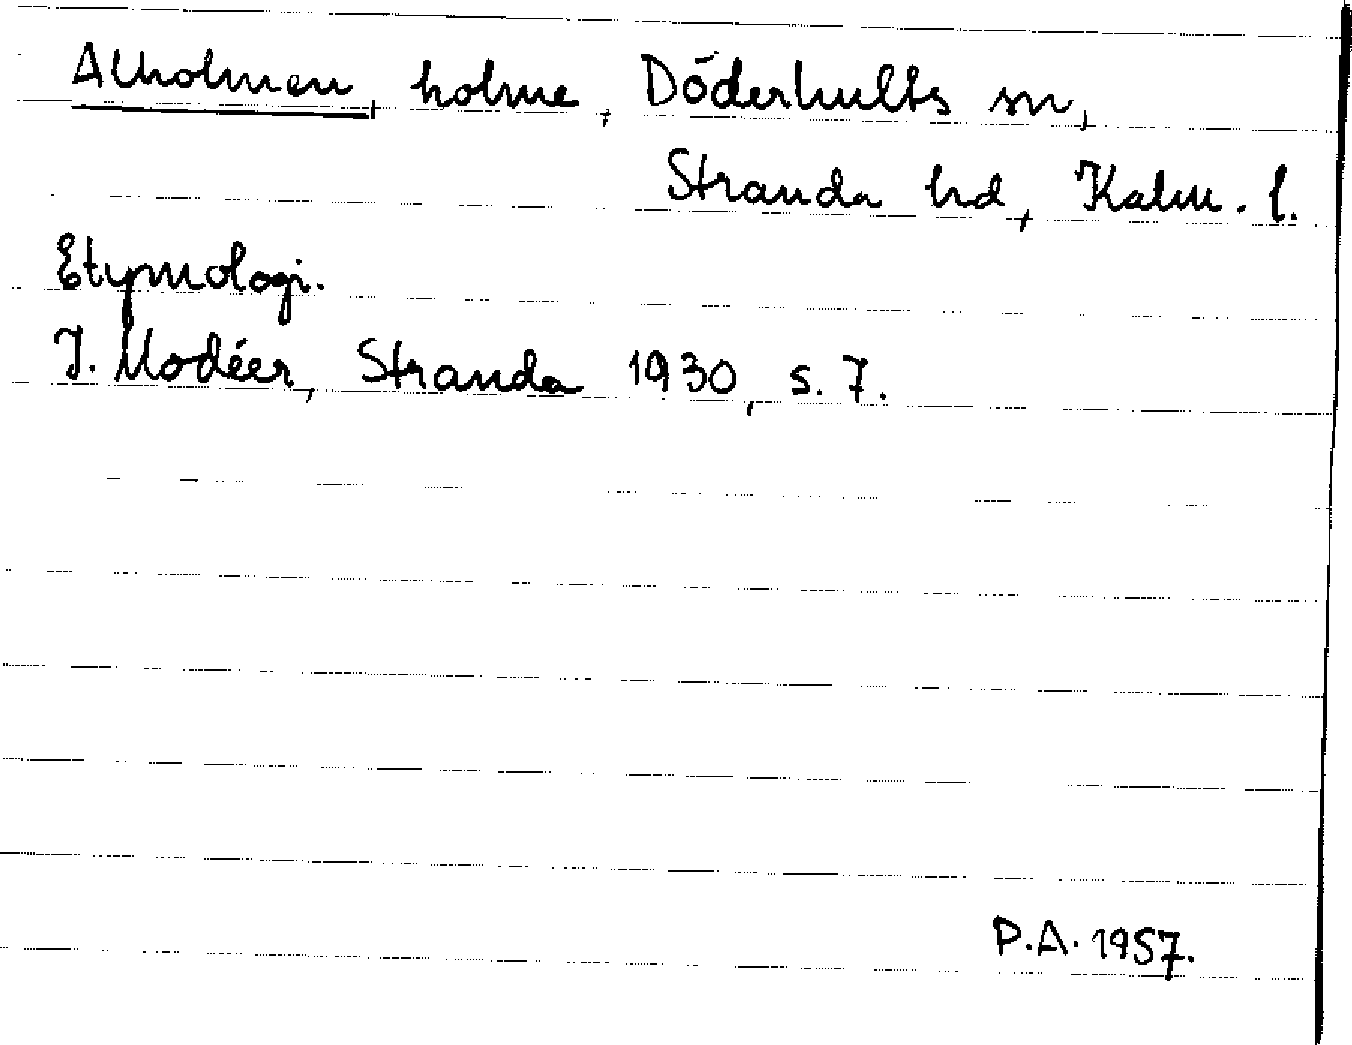 Alholmen, holme, Döderhults sn,
Stranda hd, Kalm. l.
Etymologi.
I. Modéer, Stranda 1930, s. 7.
P.A. 1957.